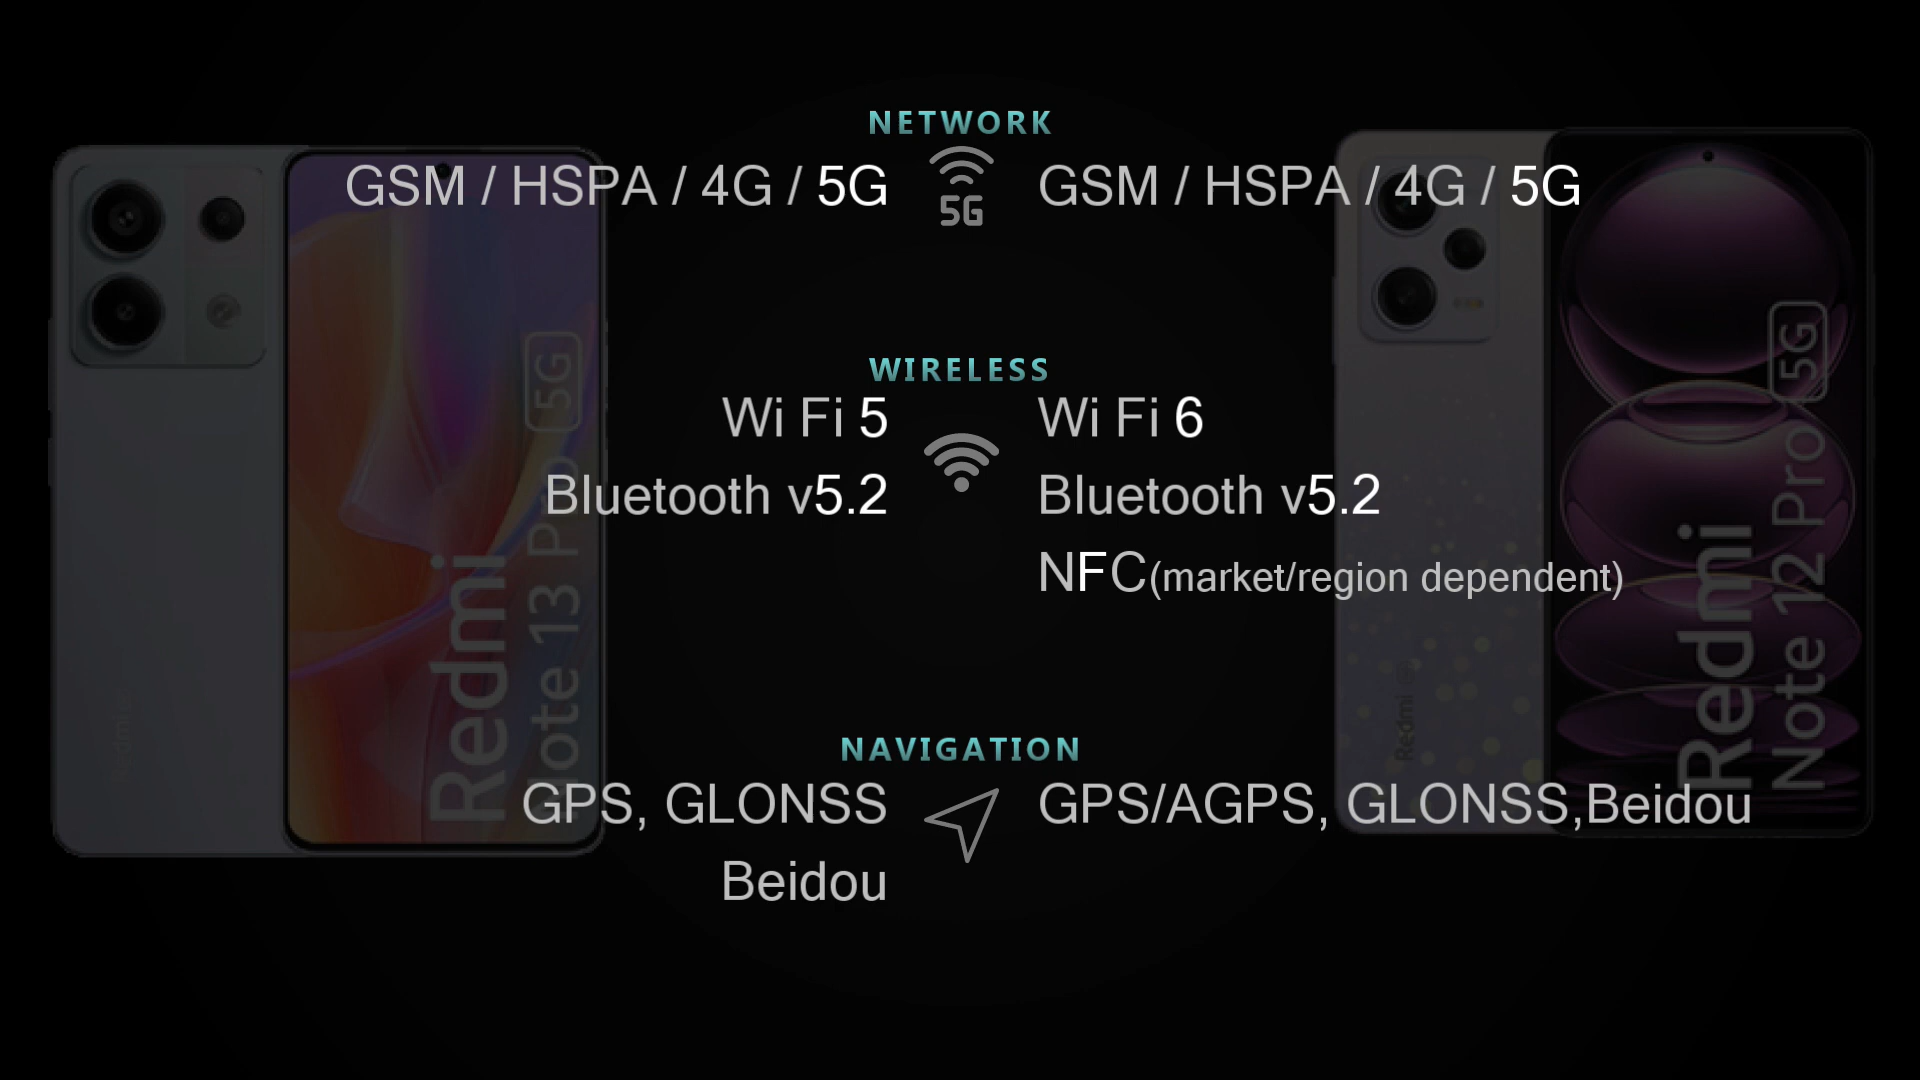 NETWORK
GSM / HSPA / 4G / 5G
5G
GSM / HSPA / 4G / 5G
WIRELESS
Wi Fi 5
Bluetooth v5.2
Wi Fi 6
Bluetooth v5.2
NFC(market/region dependent)
NAVIGATION
GPS, GLONSS
Beidou
GPS/AGPS, GLONSS,Beidou
Redmi
Note 13 Pro 5G
Redmi
Redmi
Note 12 Pro 5G
Redmi